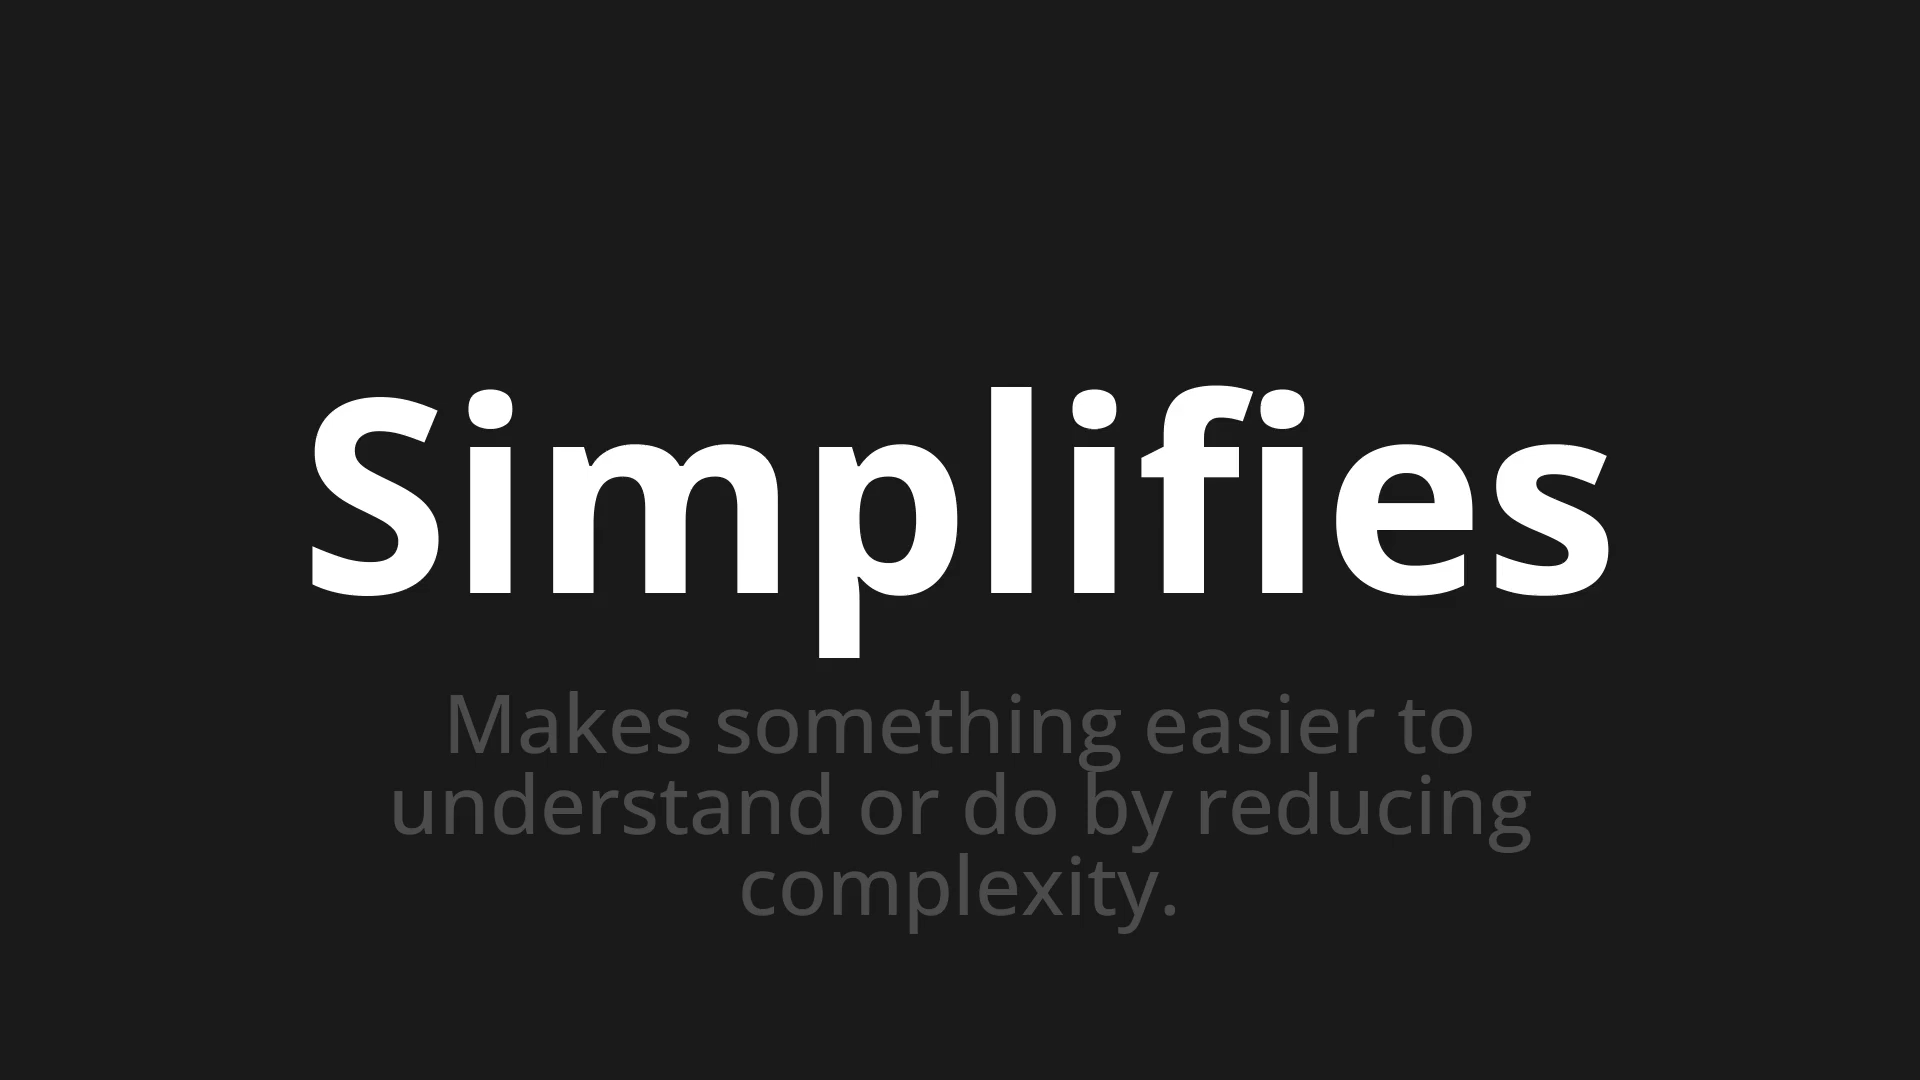 Simplifies
Makes something easier to
understand or do by reducing
complexity.